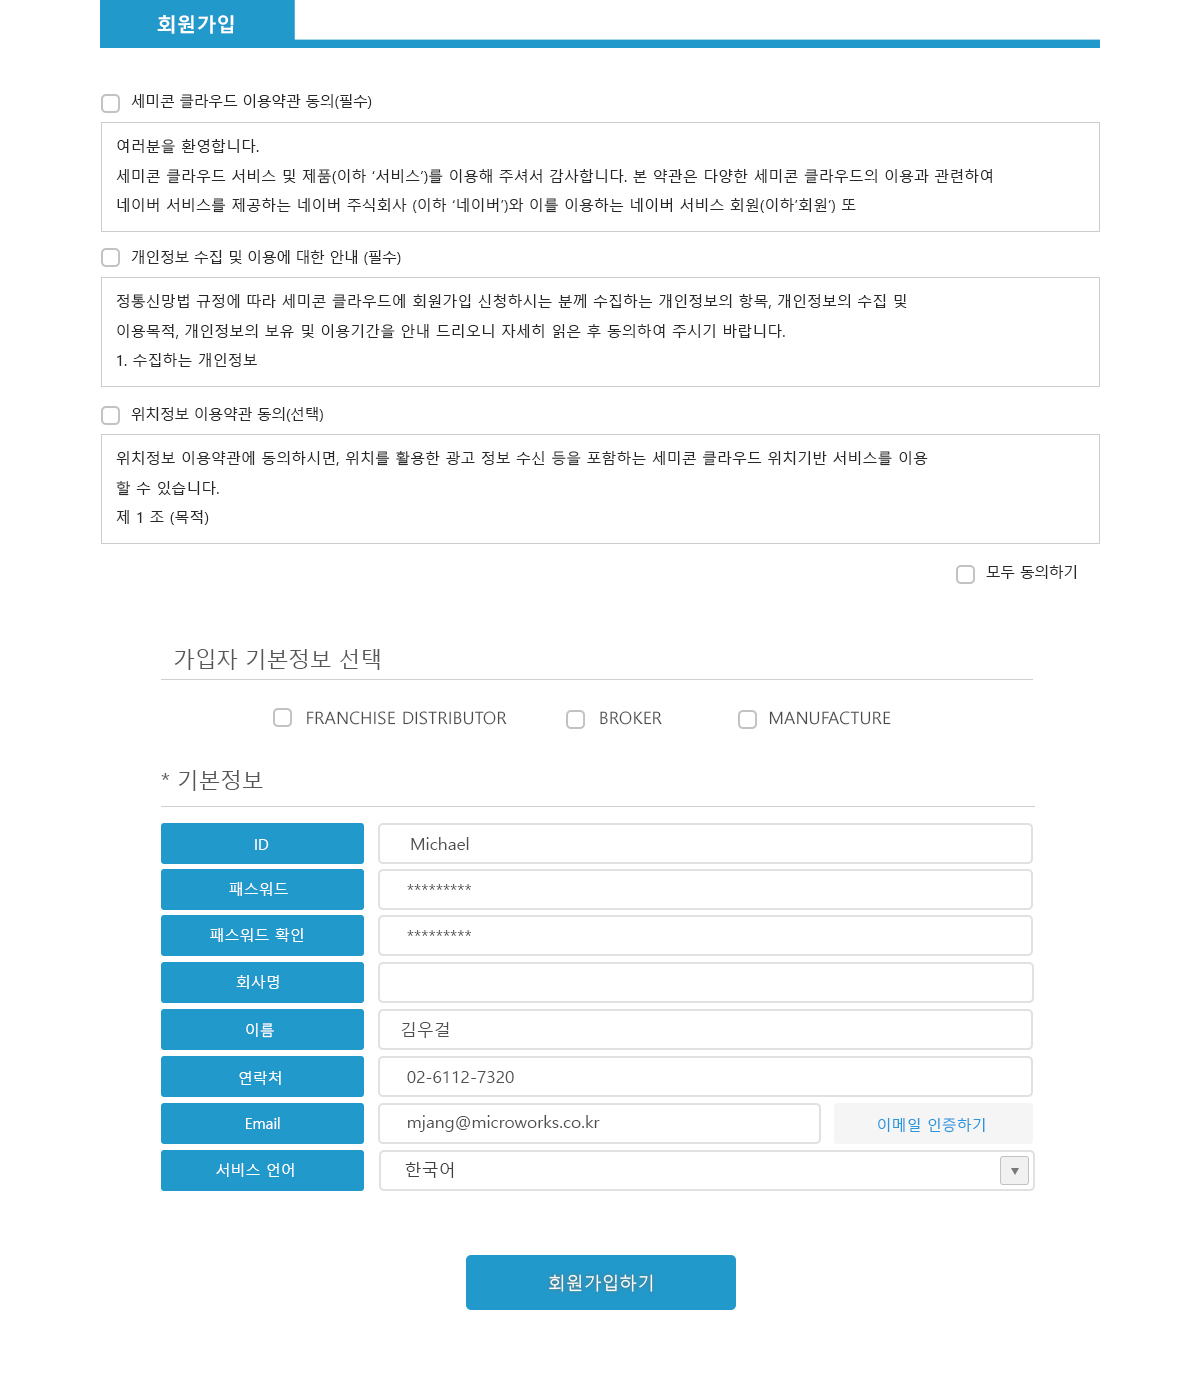 회원가입
세미콘 클라우드 이용약관 동의(필수)
여러분을 환영합니다.
세미콘 클라우드 서비스 및 제품(이하 ‘서비스’)를 이용해 주셔서 감사합니다. 본 약관은 다양한 세미콘 클라우드의 이용과 관련하여
네이버 서비스를 제공하는 네이버 주식회사 (이하 ‘네이버’)와 이를 이용하는 네이버 서비스 회원(이하’회원’) 또
개인정보 수집 및 이용에 대한 안내 (필수)
정통신망법 규정에 따라 세미콘 클라우드에 회원가입 신청하시는 분께 수집하는 개인정보의 항목, 개인정보의 수집 및
이용목적, 개인정보의 보유 및 이용기간을 안내 드리오니 자세히 읽은 후 동의하여 주시기 바랍니다.
1. 수집하는 개인정보
위치정보 이용약관 동의(선택)
위치정보 이용약관에 동의하시면, 위치를 활용한 광고 정보 수신 등을 포함하는 세미콘 클라우드 위치기반 서비스를 이용
할 수 있습니다.
제 1 조 (목적)
모두 동의하기
가입자 기본정보 선택
FRANCHISE DISTRIBUTOR BROKER MANUFACTURE
* 기본정보
ID Michael
패스워드 *********
패스워드 확인 *********
회사명
이름 김우걸
연락처 02-6112-7320
Email mjang@microworks.co.kr 이메일 인증하기
서비스 언어 한국어
회원가입하기